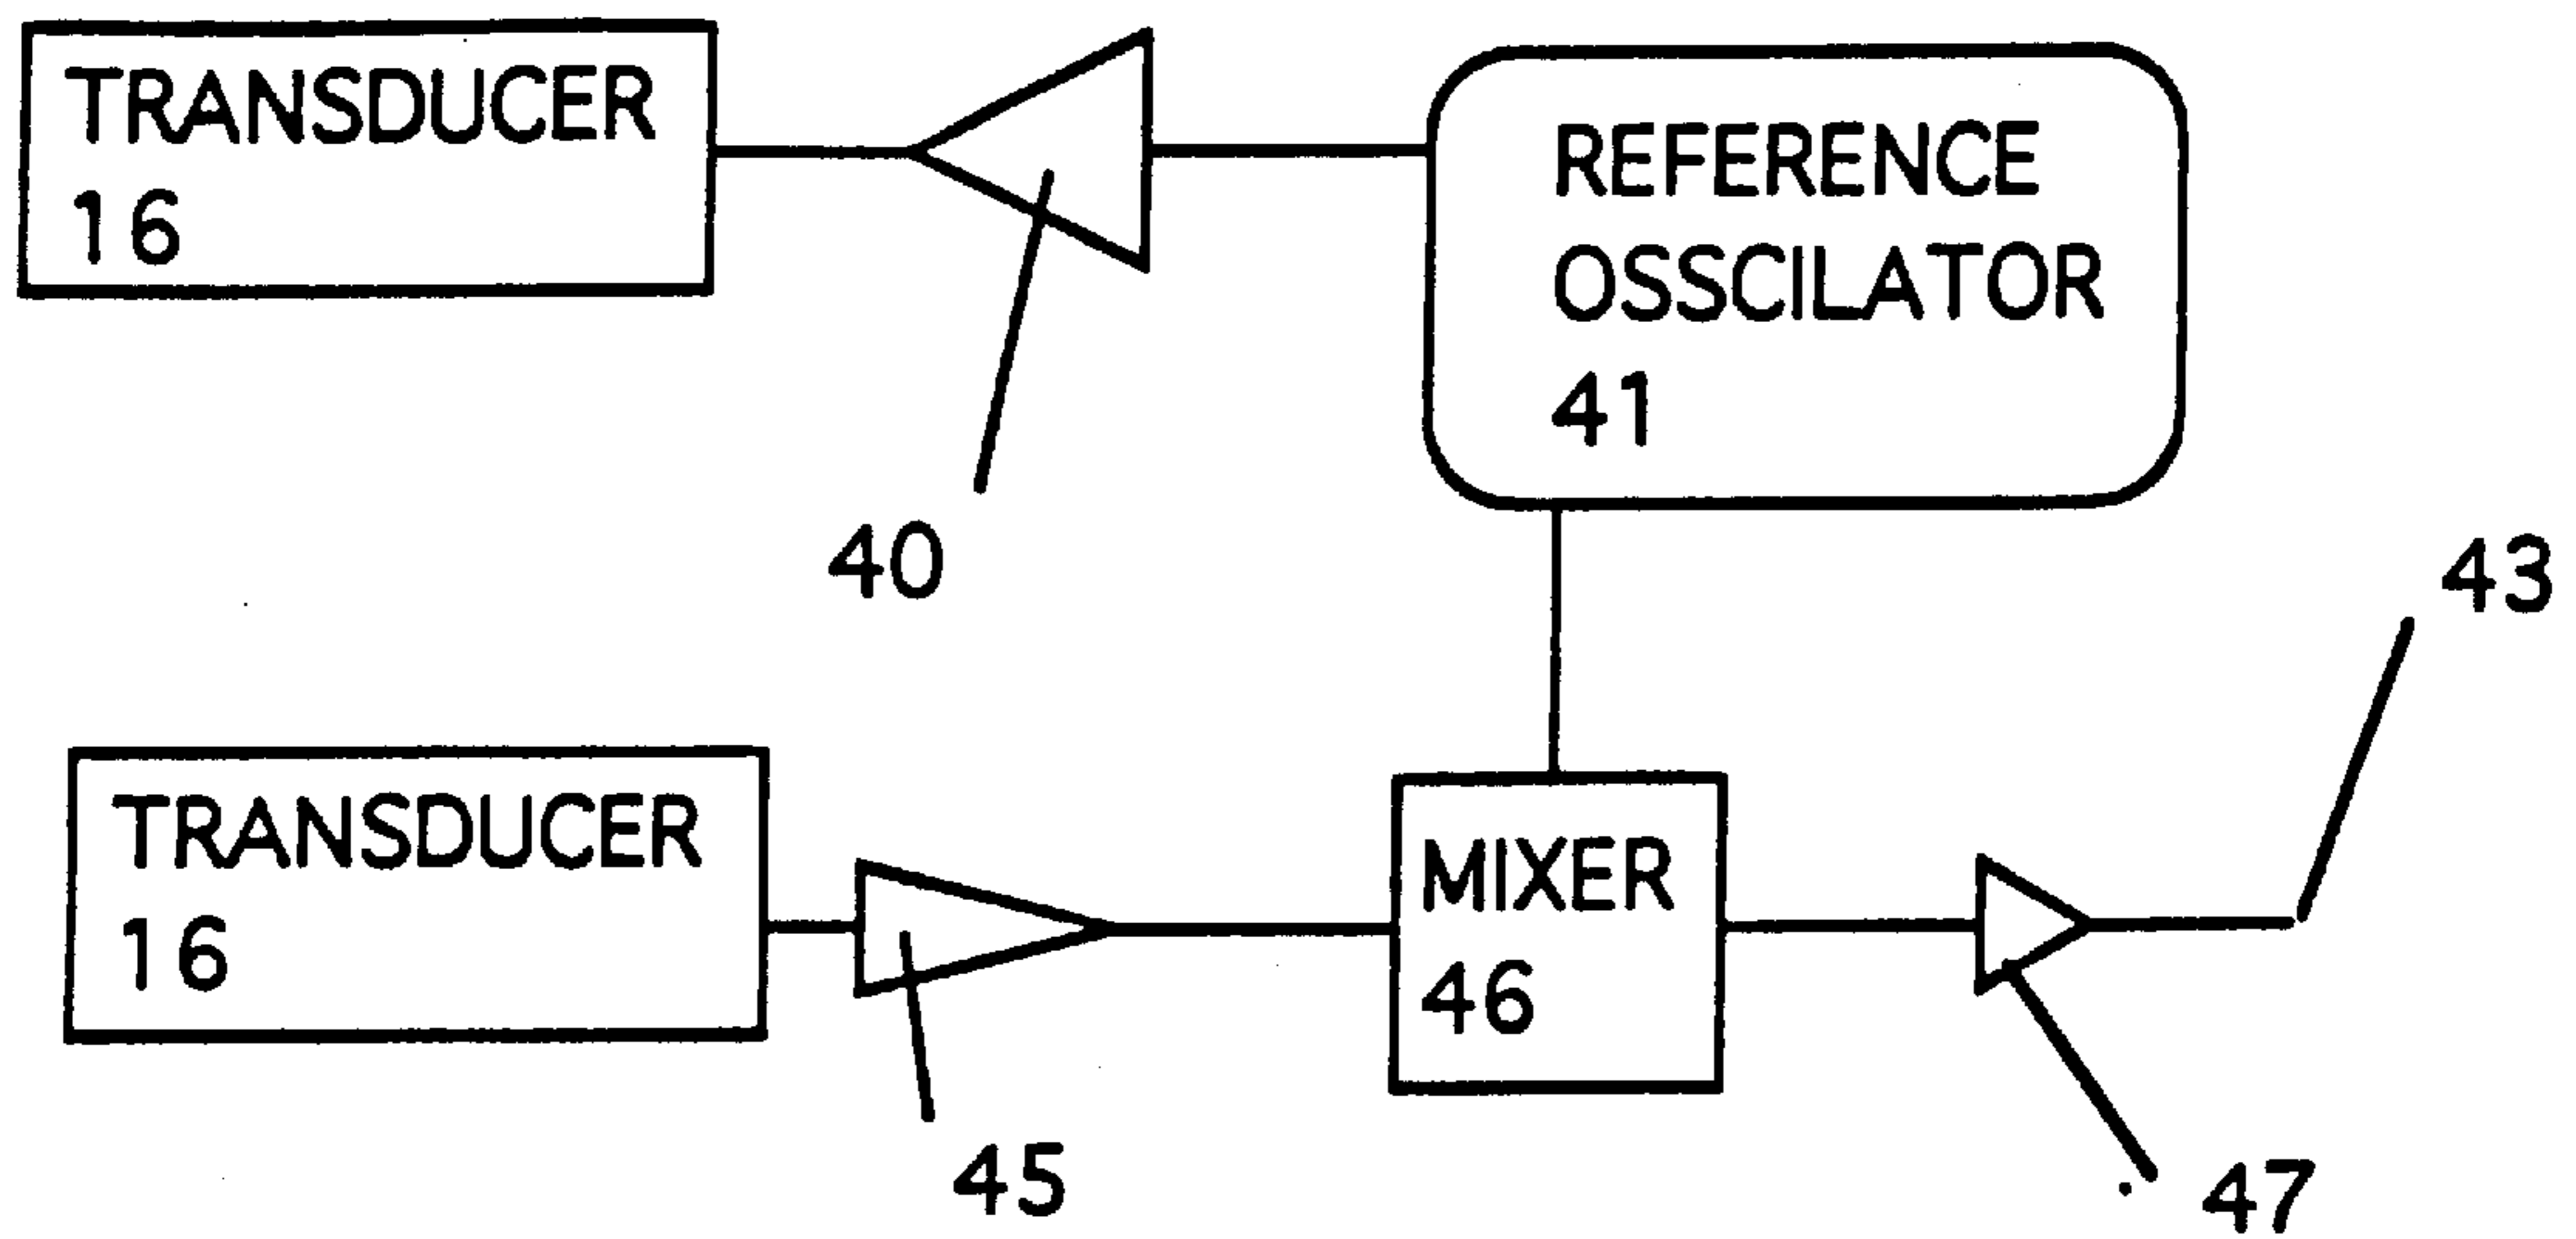 TRANSDUCER
16
REFERENCE
OSSCILATOR
41
40
43
TRANSDUCER
16
MIXER
46
45
47